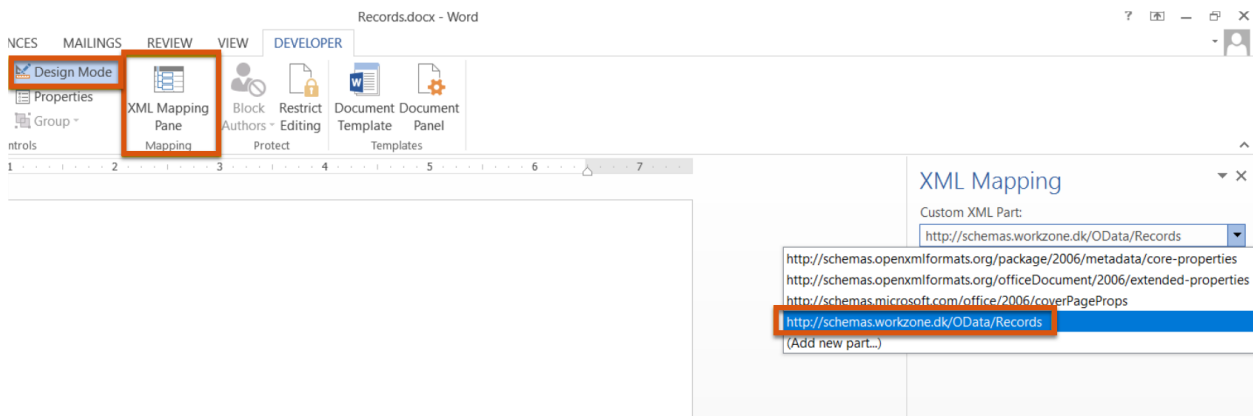 Records.docx - Word
?
NCES MAILINGS REVIEW VIEW DEVELOPER
Design Mode
Properties
Group
ntrols
XML Mapping
Pane
Mapping
Block
Authors
Restrict
Editing
Protect
Document
Template
Document
Panel
Templates
1 2 3 4 5 6 7
XML Mapping
Custom XML Part:
http://schemas.workzone.dk/OData/Records
http://schemas.openxmlformats.org/package/2006/metadata/core-properties
http://schemas.openxmlformats.org/officeDocument/2006/extended-properties
http://schemas.microsoft.com/office/2006/coverPageProps
http://schemas.workzone.dk/OData/Records
(Add new part...)